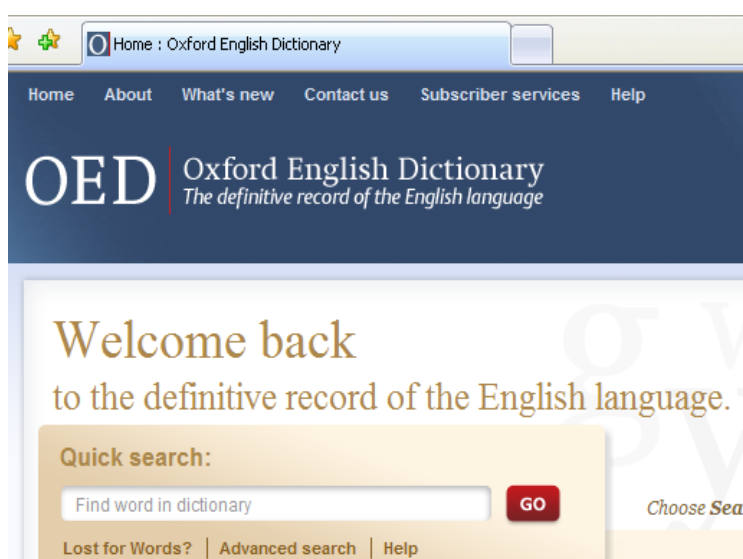 Home : Oxford English Dictionary
Home About What's new Contact us Subscriber services Help
OED Oxford English Dictionary
The definitive record of the English language
Welcome back
to the definitive record of the English language.
Quick search:
Find word in dictionary GO
Choose Sea
Lost for Words? | Advanced search | Help